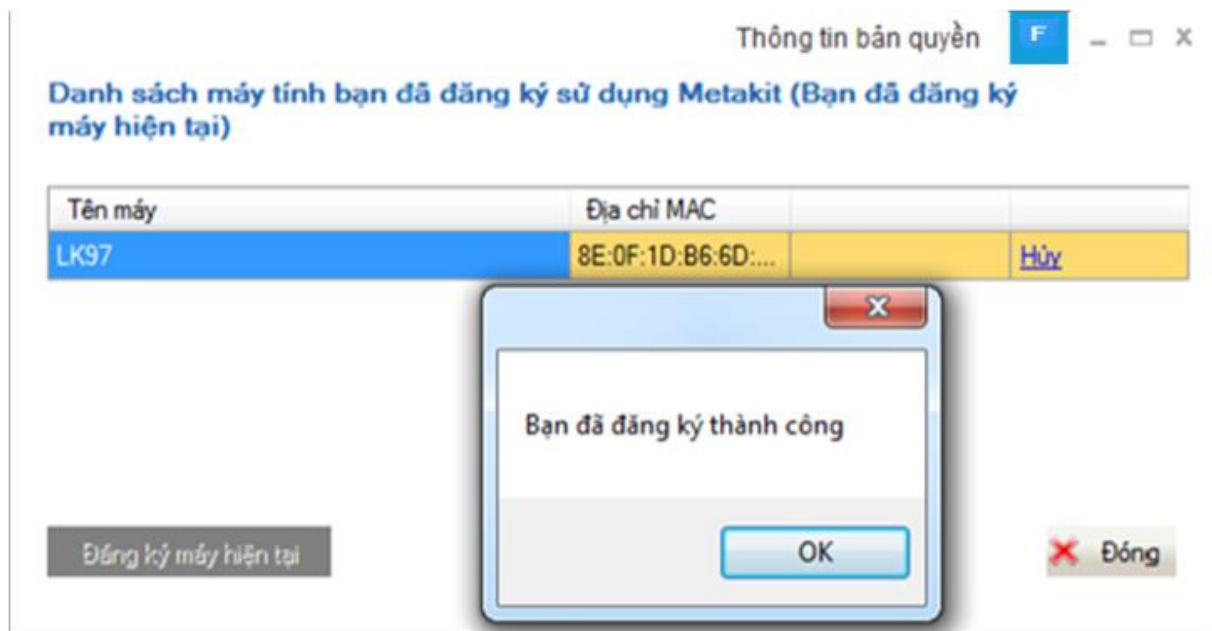 Thông tin bản quyền F
Danh sách máy tính bạn đã đăng ký sử dụng Metakit (Bạn đã đăng ký
máy hiện tại)
Tên máy Địa chỉ MAC
LK97 8E:0F:1D:B6:6D:... Hủy
Bạn đã đăng ký thành công
OK
Đăng ký máy hiện tại
Đóng